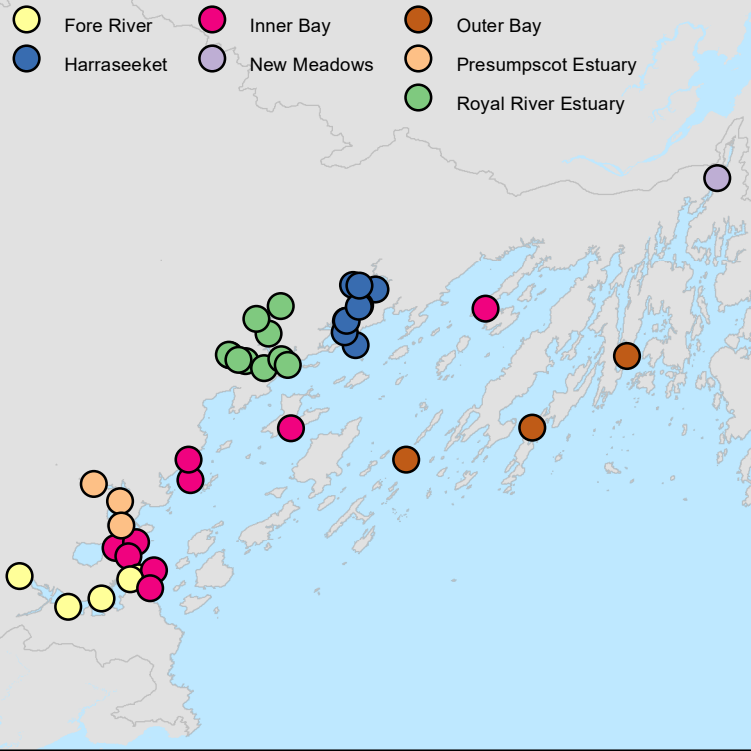 Fore River
Inner Bay
Outer Bay
Harraseeket
New Meadows
Presumpscot Estuary
Royal River Estuary